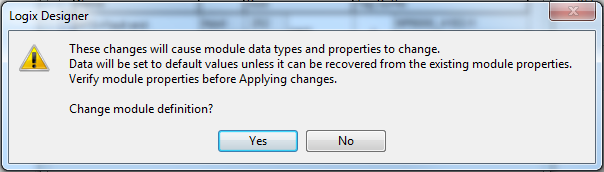 Logix Designer
These changes will cause module data types and properties to change.
Data will be set to default values unless it can be recovered from the existing module properties.
Verify module properties before Applying changes.
Change module definition?
Yes
No